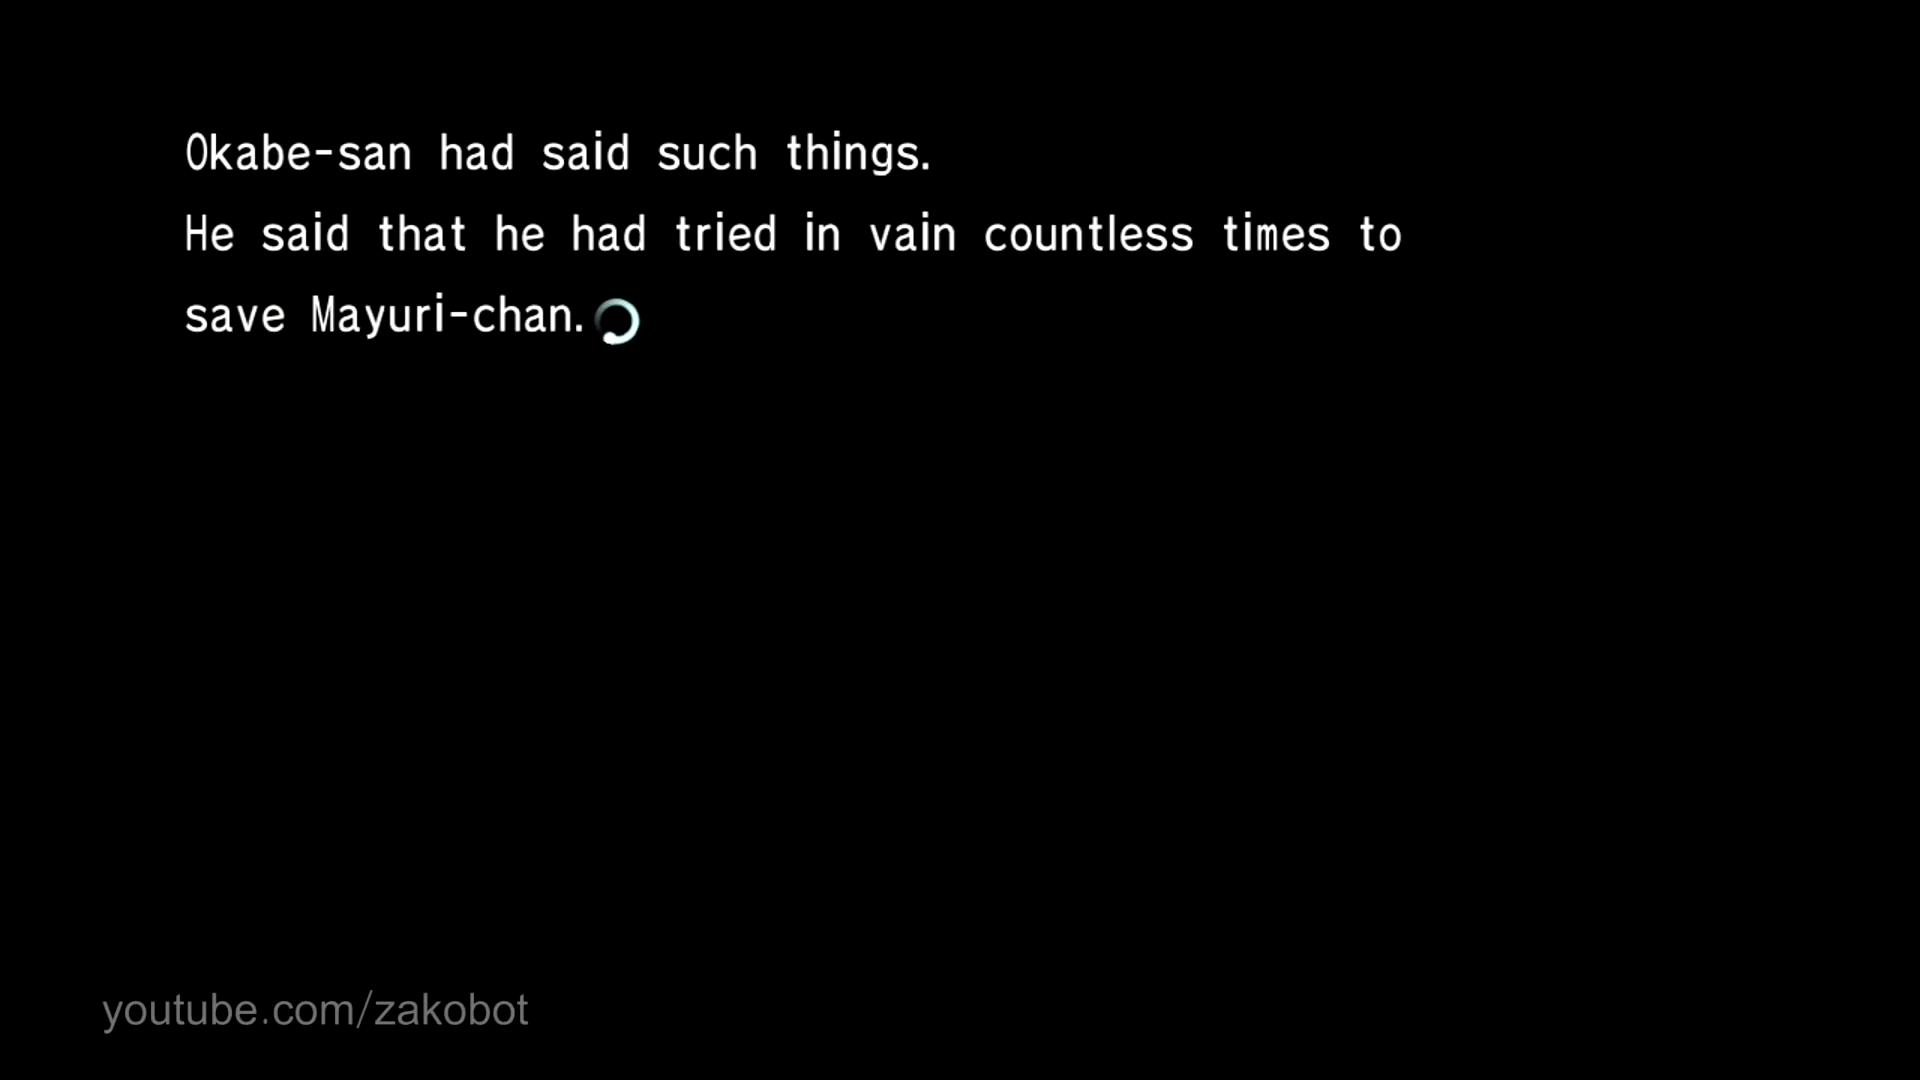 Okabe-san had said such things.
He said that he had tried in vain countless times to
save Mayuri-chan.
youtube.com/zakobot